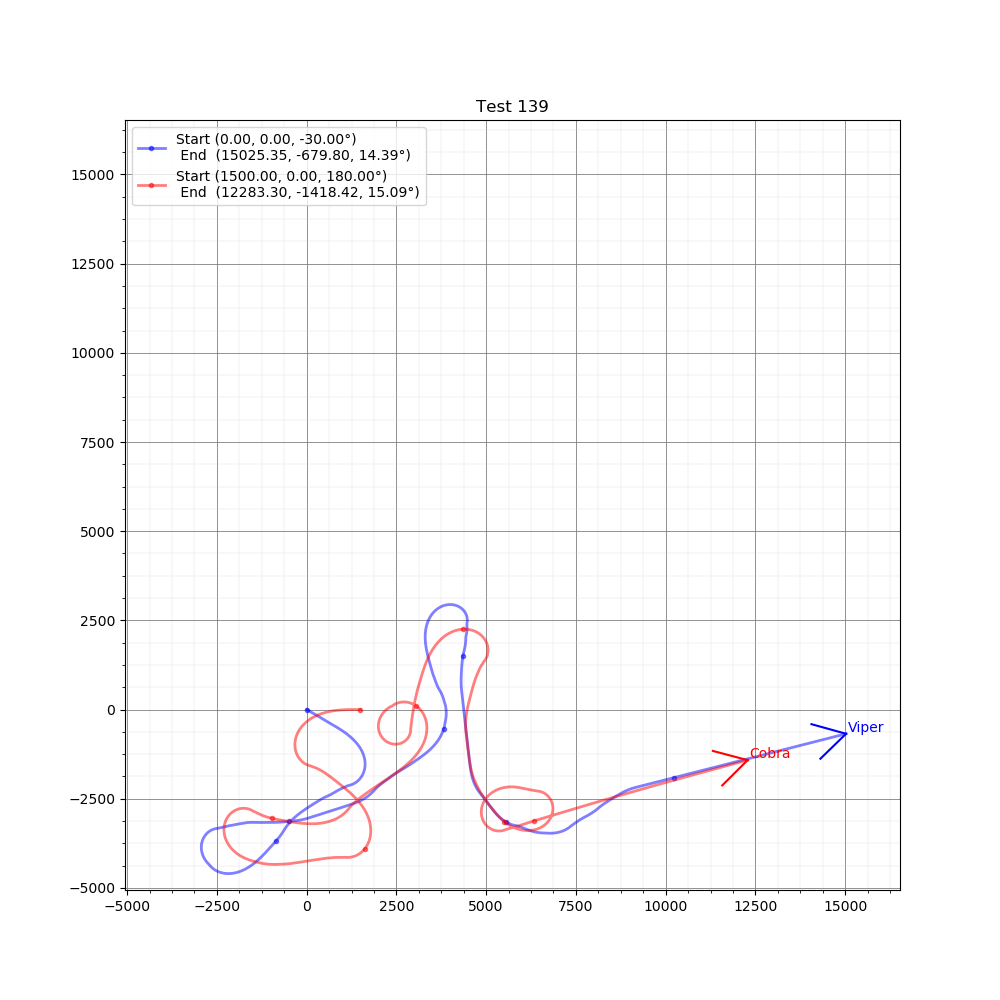 Test 139
Start (0.00, 0.00, -30.00°)
End (15025.35, -679.80, 14.39°)
Start (1500.00, 0.00, 180.00°)
End (12283.30, -1418.42, 15.09°)
15000
12500
10000
7500
5000
2500
0
−2500
−5000
Viper
Cobra
−5000 −2500 0 2500 5000 7500 10000 12500 15000